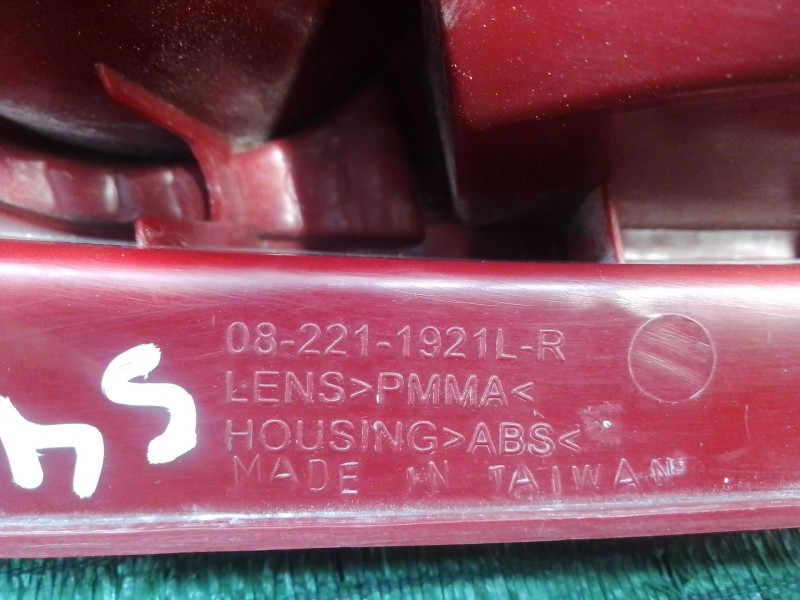 08-221-1921L-R
LENS>PMMA<
HOUSING>ABS<
MADE IN TAIWAN